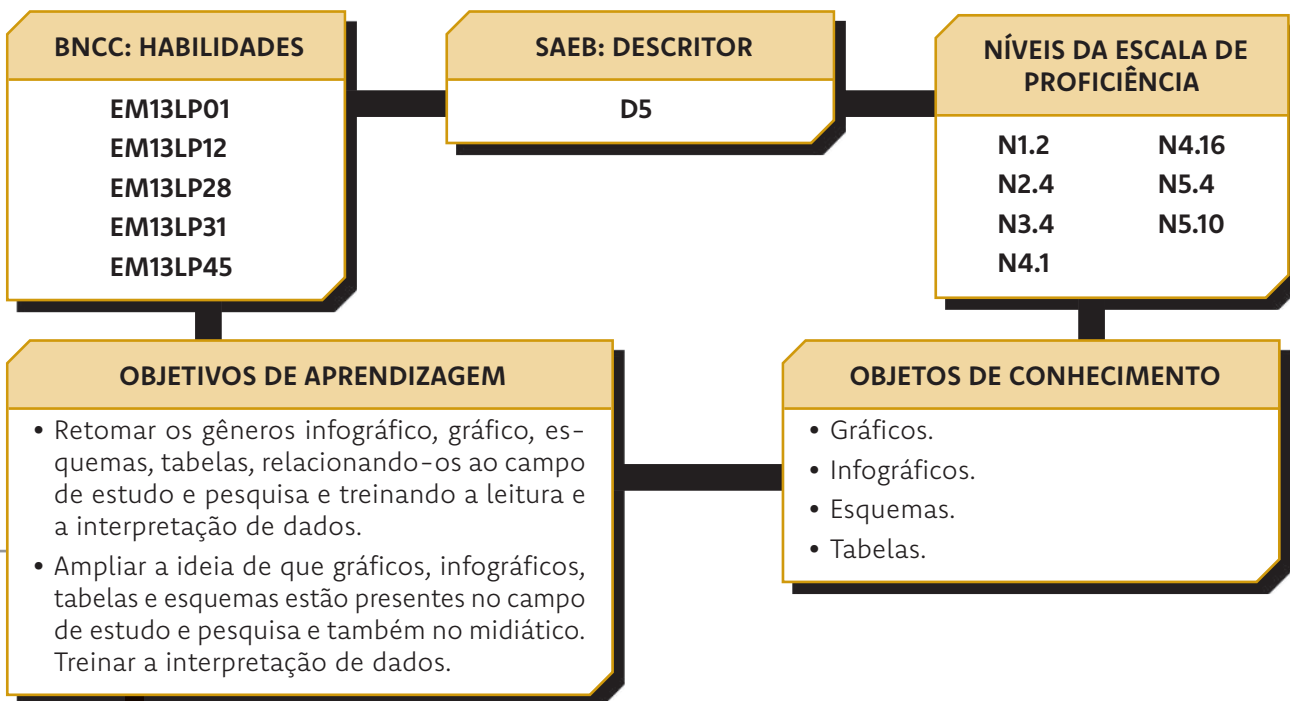 BNCC: HABILIDADES
EM13LP01
EM13LP12
EM13LP28
EM13LP31
EM13LP45
SAEB: DESCRITOR
D5
NÍVEIS DA ESCALA DE
PROFICIÊNCIA
N1.2
N2.4
N3.4
N4.1
N4.16
N5.4
N5.10
OBJETIVOS DE APRENDIZAGEM
• Retomar os gêneros infográfico, gráfico, es-
quemas, tabelas, relacionando-os ao campo
de estudo e pesquisa e treinando a leitura e
a interpretação de dados.
• Ampliar a ideia de que gráficos, infográficos,
tabelas e esquemas estão presentes no campo
de estudo e pesquisa e também no midiático.
Treinar a interpretação de dados.
OBJETOS DE CONHECIMENTO
• Gráficos.
• Infográficos.
• Esquemas.
• Tabelas.